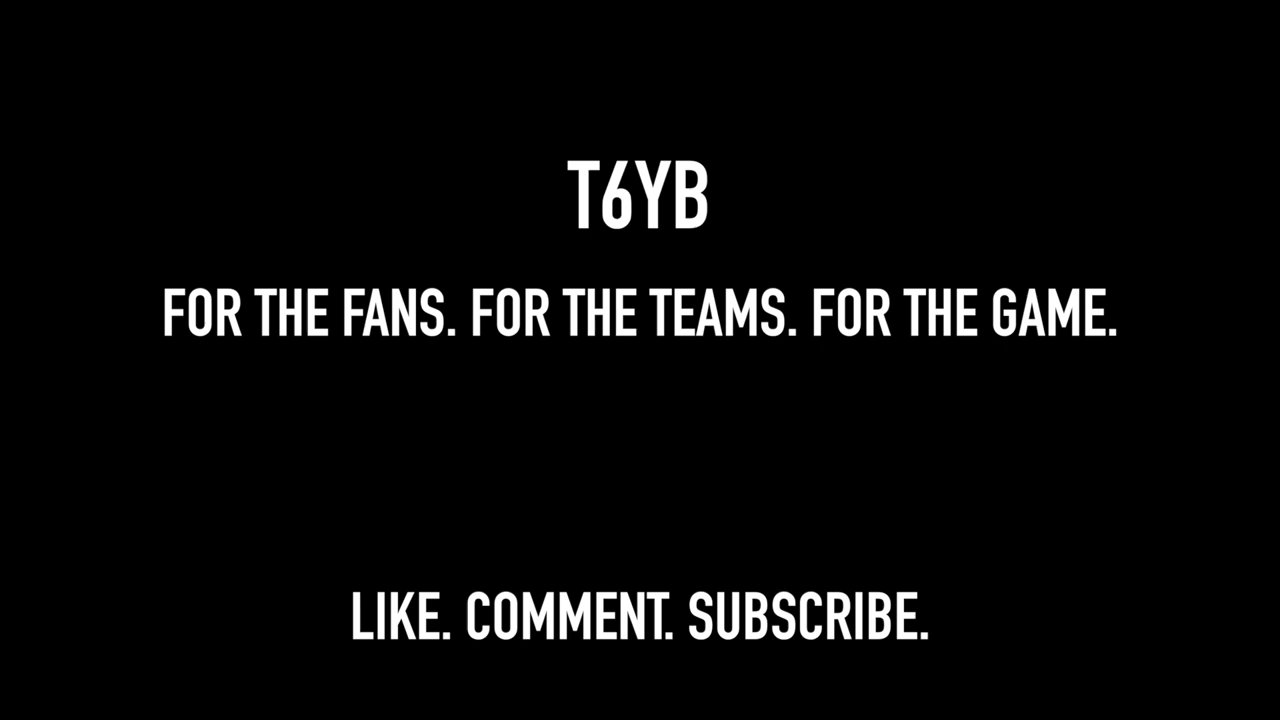 T6YB
FOR THE FANS. FOR THE TEAMS. FOR THE GAME.
LIKE. COMMENT. SUBSCRIBE.